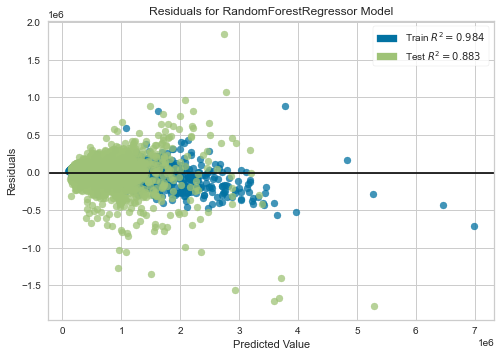 Residuals for RandomForestRegressor Model
1e6
Train R² = 0.984
Test R² = 0.883
2.0
1.5
1.0
0.5
0.0
−0.5
−1.0
−1.5
Residuals
0 1 2 3 4 5 6 7
1e6
Predicted Value